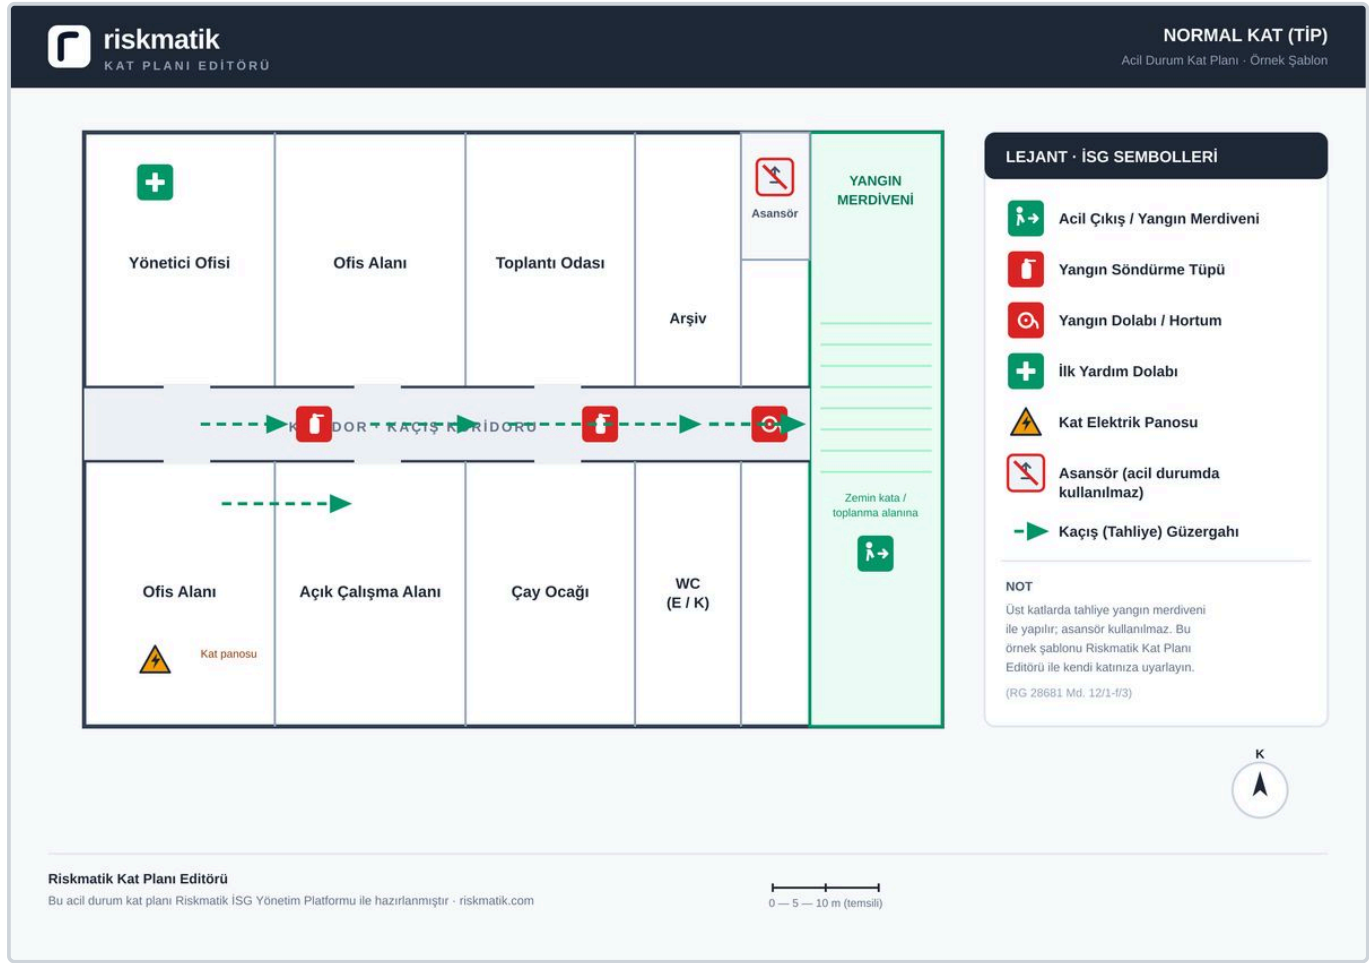 riskmatik
KAT PLANI EDİTÖRÜ
NORMAL KAT (TİP)
Acil Durum Kat Planı · Örnek Şablon
Yönetici Ofisi
Ofis Alanı
Toplantı Odası
Arşiv
Asansör
YANGIN
MERDİVENİ
KORİDOR · KAÇIŞ KORİDORU
Zemin kata /
toplanma alanına
Ofis Alanı
Açık Çalışma Alanı
Çay Ocağı
WC
(E / K)
Kat panosu
LEJANT · İSG SEMBOLLERİ
Acil Çıkış / Yangın Merdiveni
Yangın Söndürme Tüpü
Yangın Dolabı / Hortum
İlk Yardım Dolabı
Kat Elektrik Panosu
Asansör (acil durumda
kullanılmaz)
Kaçış (Tahliye) Güzergahı
NOT
Üst katlarda tahliye yangın merdiveni
ile yapılır; asansör kullanılmaz. Bu
örnek şablonu Riskmatik Kat Planı
Editörü ile kendi katınıza uyarlayın.
(RG 28681 Md. 12/1-f/3)
K
Riskmatik Kat Planı Editörü
Bu acil durum kat planı Riskmatik İSG Yönetim Platformu ile hazırlanmıştır · riskmatik.com
0 — 5 — 10 m (temsili)